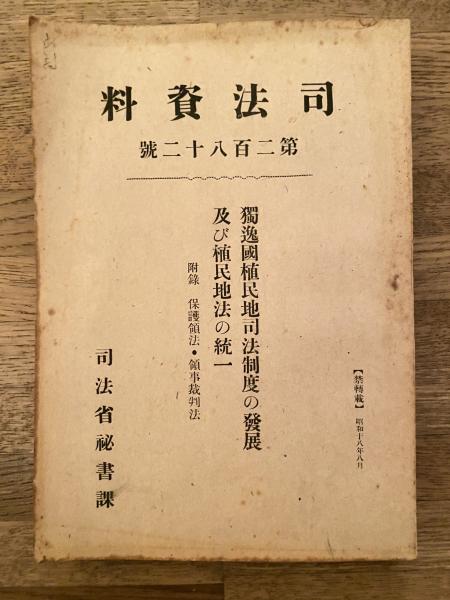 司法資料
第二百八十二號
【禁轉載】 昭和十八年八月
獨逸國植民地司法制度の發展
及び植民地法の統一
附錄 保護領法・領事裁判法
司法省祕書課